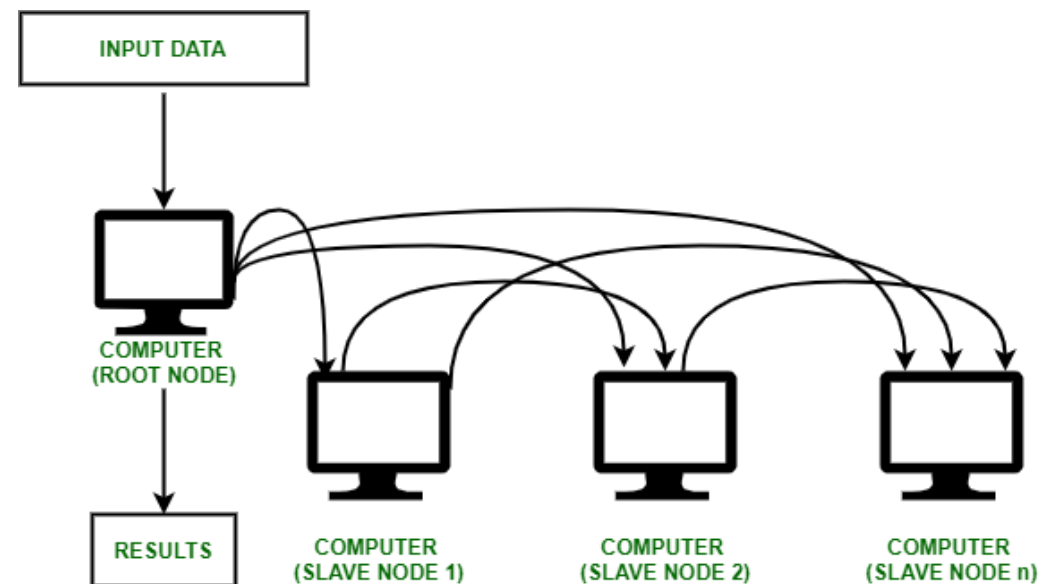 INPUT DATA
COMPUTER
(ROOT NODE)
RESULTS
COMPUTER
(SLAVE NODE 1)
COMPUTER
(SLAVE NODE 2)
COMPUTER
(SLAVE NODE n)